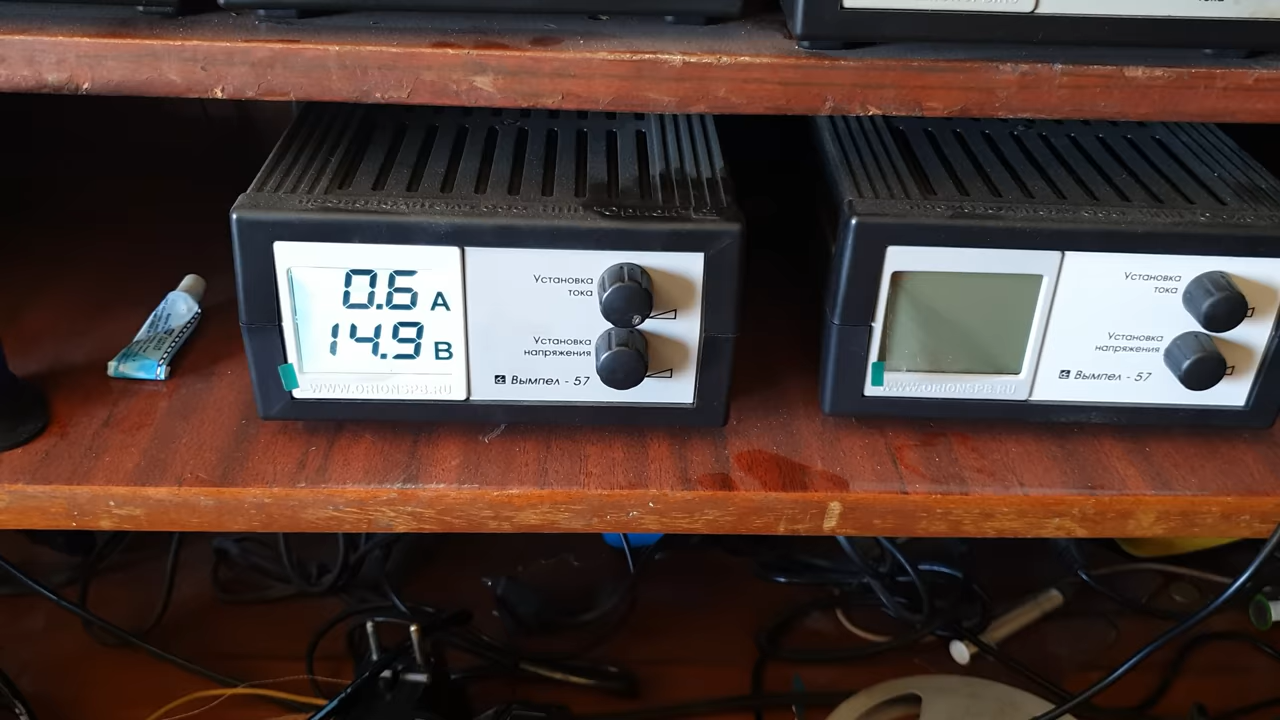 тока
0.6 А
14.9 В
WWW.ORIONSPB.RU
Установка
тока
Установка
напряжения
Вымпел - 57
WWW.ORIONSPB.RU
Установка
тока
Установка
напряжения
Вымпел - 57